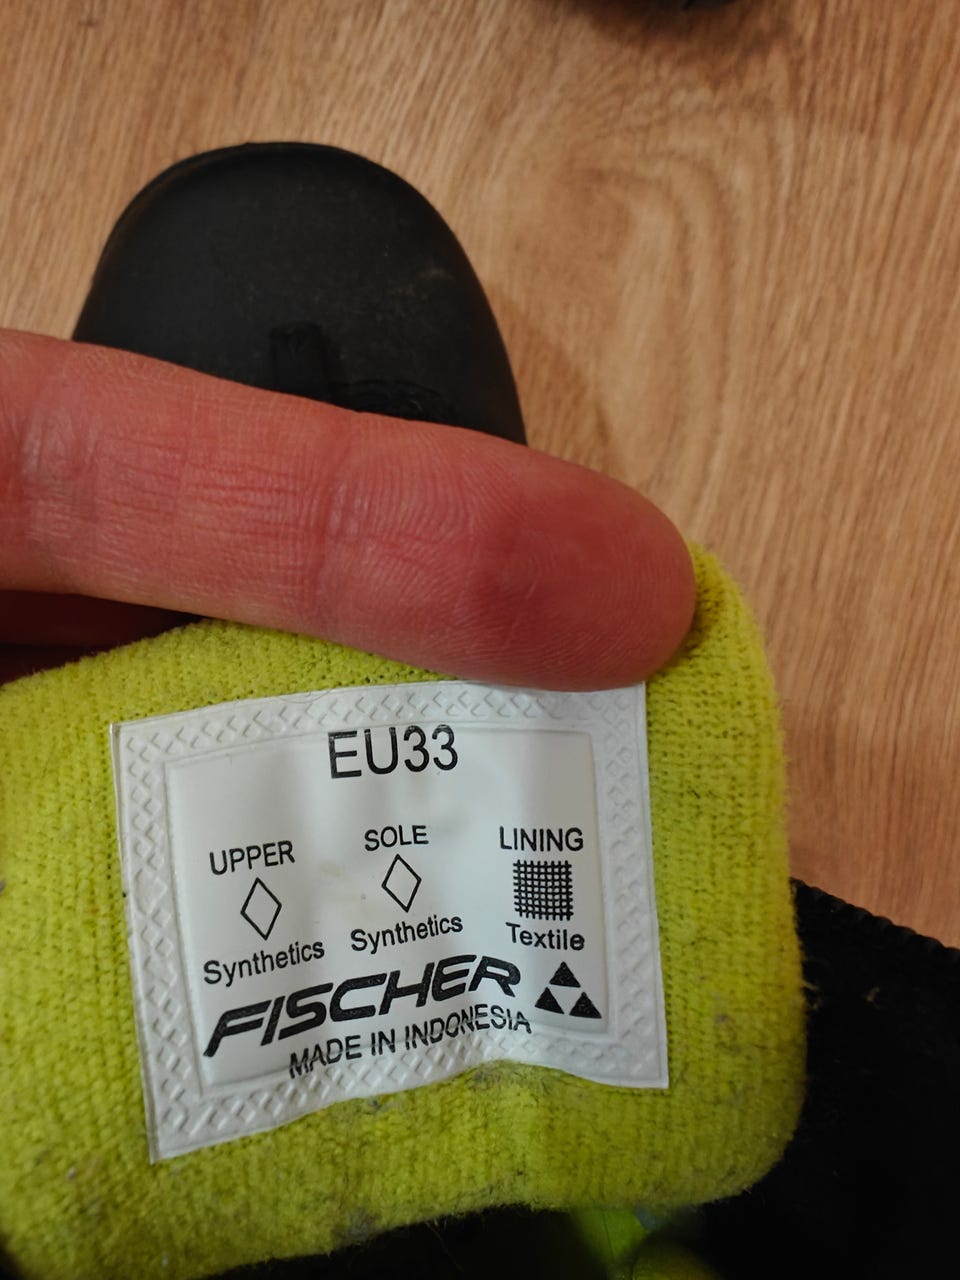 EU33
UPPER SOLE LINING
Synthetics Synthetics Textile
FISCHER
MADE IN INDONESIA